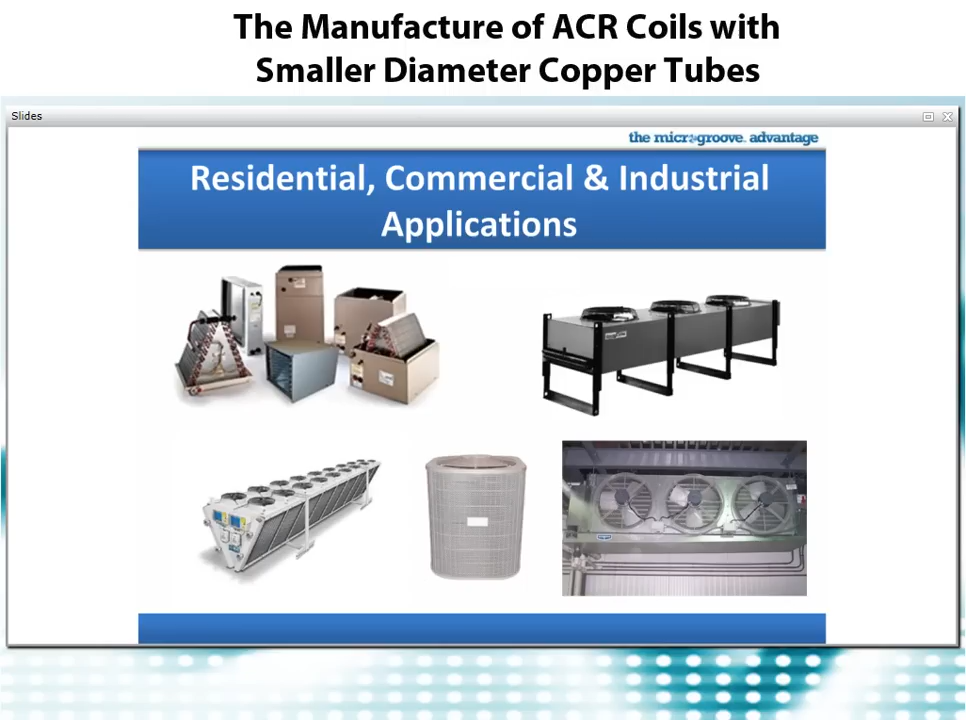 The Manufacture of ACR Coils with
Smaller Diameter Copper Tubes
Slides
the microgroove advantage
Residential, Commercial & Industrial
Applications